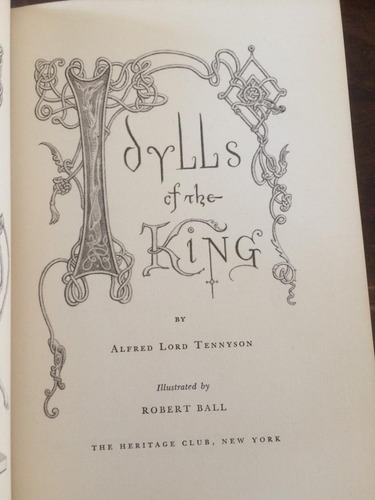 Idylls
of the
King
BY
ALFRED LORD TENNYSON
Illustrated by
ROBERT BALL
THE HERITAGE CLUB, NEW YORK